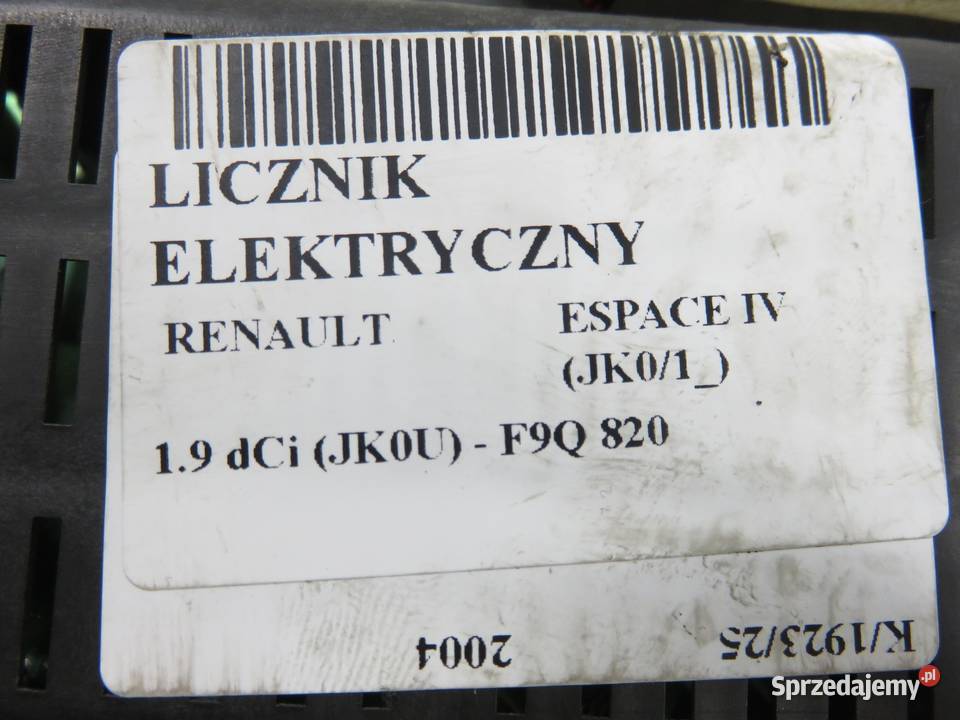 LICZNIK
ELEKTRYCZNY
RENAULT ESPACE IV
(JK0/1_)
1.9 dCi (JK0U) - F9Q 820
K/1923/25 2004
Sprzedajemy.pl